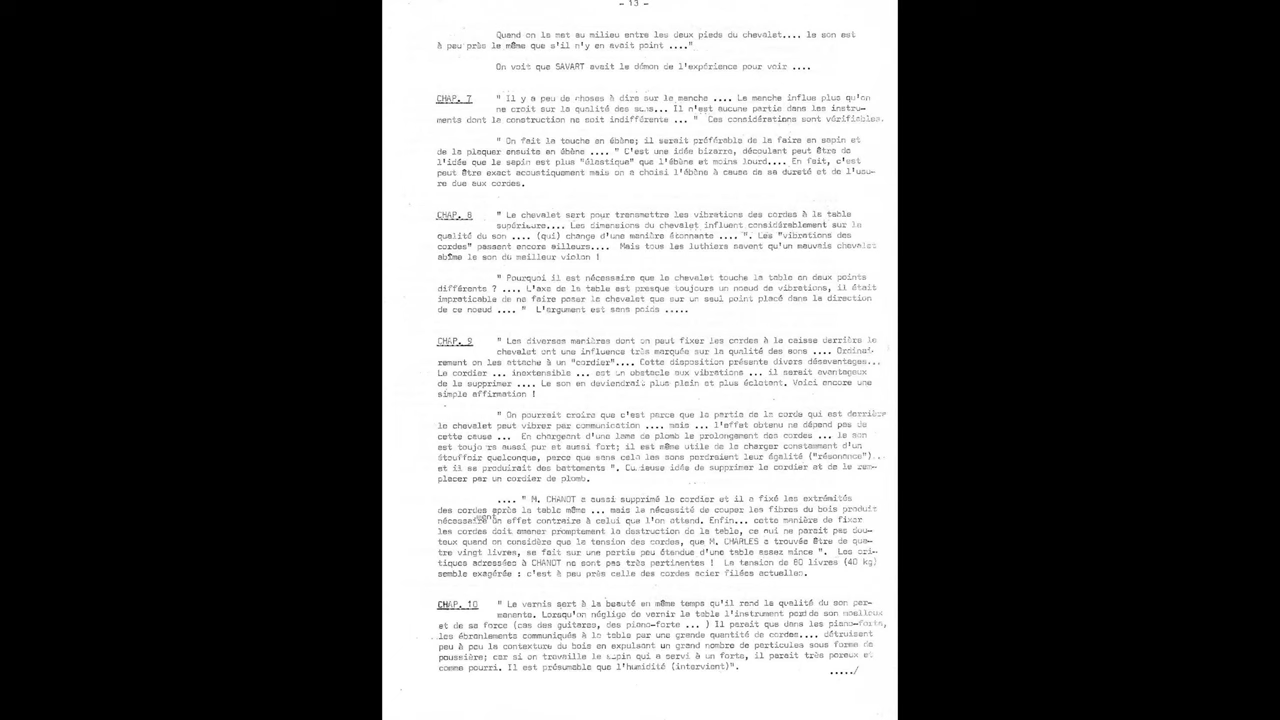 - 13 -
Quand on le met au milieu entre les deux pieds du chevalet.... le son est
à peu près le même que s'il n'y en avait point ...."
On voit que SAVART avait le démon de l'expérience pour voir ....
CHAP. 7 " Il y a peu de choses à dire sur le manche .... Le manche influe plus qu'on
ne croit sur la qualité des sons... Il n'est aucune partie dans les instru-
ments dont la construction ne soit indifférente ... " Ces considérations sont vérifiables.
" On fait la touche en ébène; il serait préférable de la faire en sapin et
de la plaquer ensuite en ébène .... " C'est une idée bizarre, découlant peut être de
l'idée que le sapin est plus "élastique" que l'ébène et moins lourd.... En fait, c'est
peut être exact acoustiquement mais on a choisi l'ébène à cause de sa dureté et de l'usu-
re due aux cordes.
CHAP. 8 " Le chevalet sert pour transmettre les vibrations des cordes à la table
supérieure.... Les dimensions du chevalet influent considérablement sur la
qualité du son .... (qui) change d'une manière étonnante .... ". Les "vibrations des
cordes" passent encore ailleurs.... Mais tous les luthiers savent qu'un mauvais chevalet
abîme le son du meilleur violon !
" Pourquoi il est nécessaire que le chevalet touche la table en deux points
différents ? .... L'axe de la table est presque toujours un noeud de vibrations, il était
impraticable de ne faire poser le chevalet que sur un seul point placé dans la direction
de ce noeud .... " L'argument est sans poids .....
CHAP. 9 " Les diverses manières dont on peut fixer les cordes à la caisse derrière le
chevalet ont une influence très marquée sur la qualité des sons .... Ordinai-
rement on les attache à un "cordier".... Cette disposition présente divers désavantages...
Le cordier ... inextensible ... est un obstacle aux vibrations ... il serait avantageux
de le supprimer .... Le son en deviendrait plus plein et plus éclatant. Voici encore une
simple affirmation !
" On pourrait croire que c'est parce que la partie de la corde qui est derrière
le chevalet peut vibrer par communication .... mais ... l'effet obtenu ne dépend pas de
cette cause ... En chargeant d'une lame de plomb le prolongement des cordes ... le son
est toujours aussi pur et aussi fort; il est même utile de la charger constamment d'un
étouffoir quelconque, parce que sans cela les sons perdraient leur égalité ("résonance")...
et il se produirait des battements ". Curieuse idée de supprimer le cordier et de le rem-
placer par un cordier de plomb.
.... " M. CHANOT a aussi supprimé le cordier et il a fixé les extrémités
des cordes après la table même ... mais la nécessité de couper les fibres du bois produit
nécessairement un effet contraire à celui que l'on attend. Enfin... cette manière de fixer
les cordes doit amener promptement la destruction de la table, ce qui ne parait pas dou-
teux quand on considère que la tension des cordes, que M. CHARLES a trouvée être de qua-
tre vingt livres, se fait sur une partie peu étendue d'une table assez mince ". Les cri-
tiques adressées à CHANOT ne sont pas très pertinentes ! La tension de 80 livres (40 kg)
semble exagérée : c'est à peu près celle des cordes acier filées actuelles.
CHAP. 10 " Le vernis sert à la beauté en même temps qu'il rend la qualité du son per-
manente. Lorsqu'on néglige de vernir la table l'instrument perd de son moelleux
et de sa force (cas des guitares, des piano-forte ... ) Il parait que dans les piano-forte,
les ébranlements communiqués à la table par une grande quantité de cordes.... détruisent
peu à peu la contexture du bois en expulsant un grand nombre de particules sous forme de
poussière; car si on travaille le sapin qui a servi à un forte, il parait très poreux et
comme pourri. Il est présumable que l'humidité (intervient)".
...../